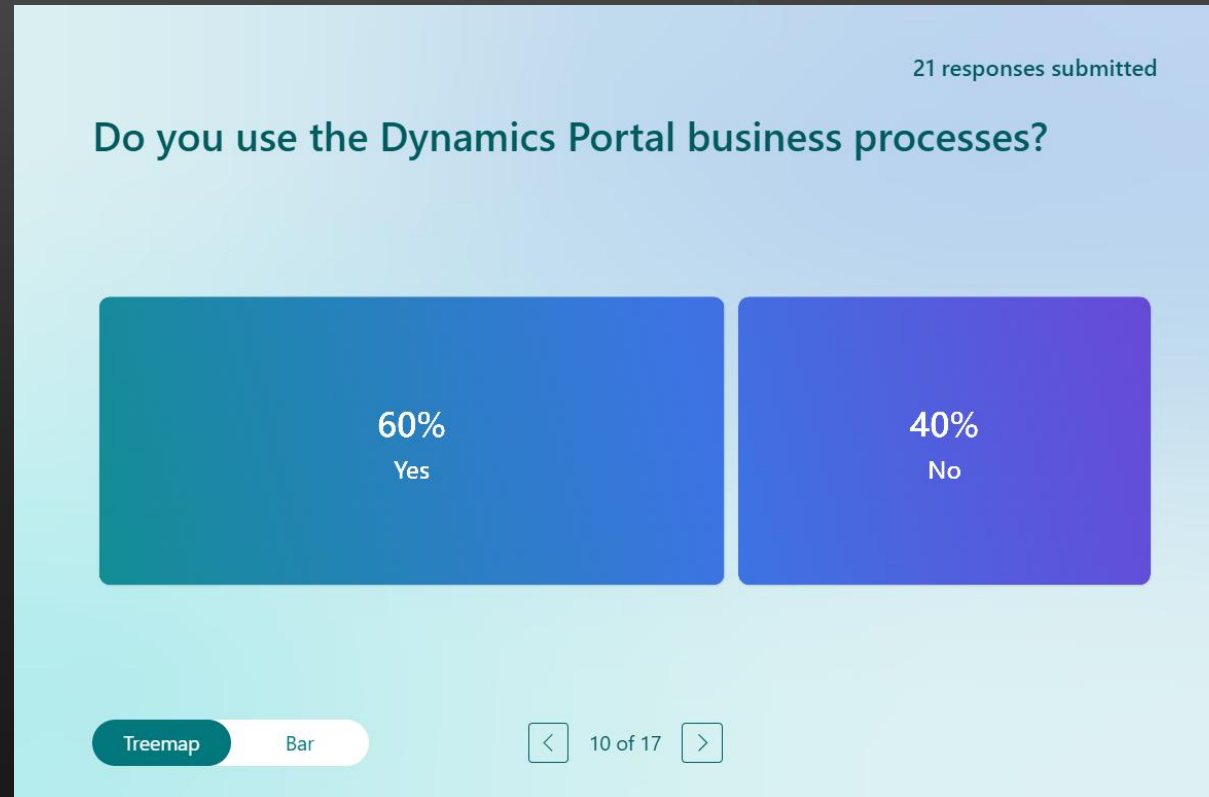 21 responses submitted
Do you use the Dynamics Portal business processes?
60%
Yes
40%
No
Treemap
Bar
10 of 17